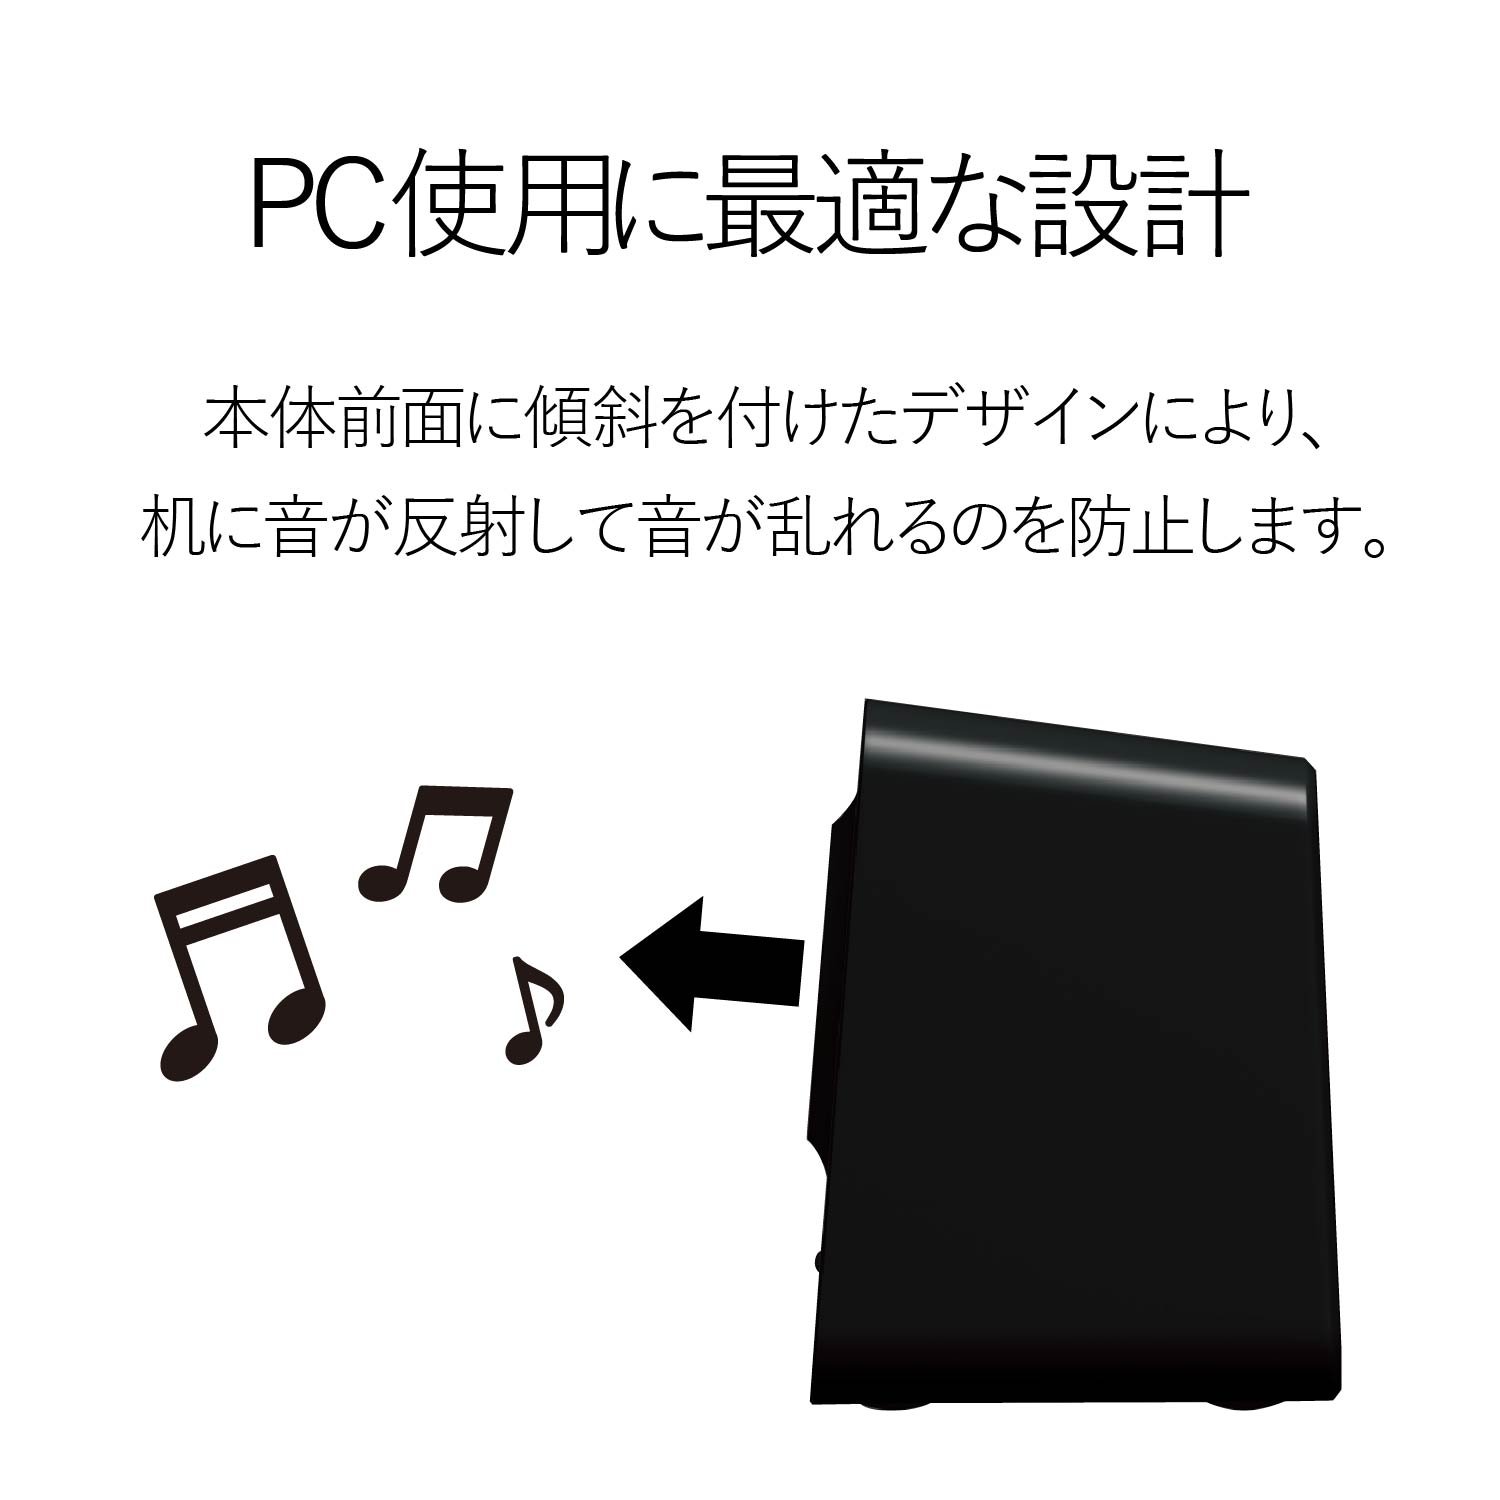 PC使用に最適な設計
本体前面に傾斜を付けたデザインにより、
机に音が反射して音が乱れるのを防止します。